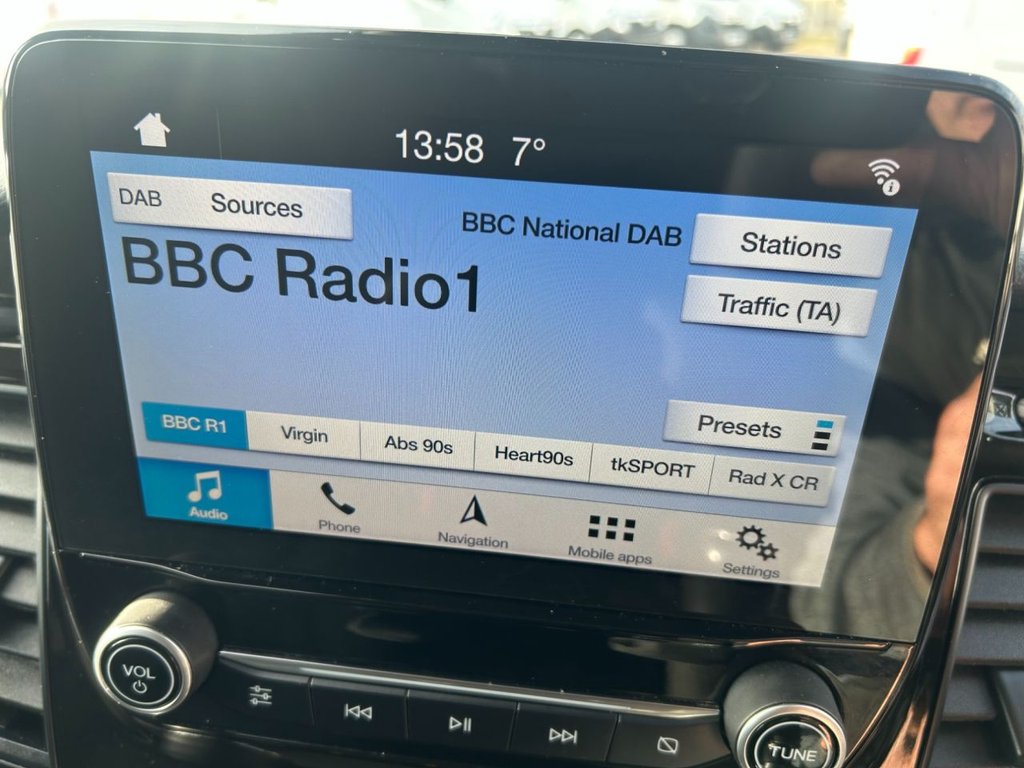 13:58 7°
DAB Sources
BBC National DAB
Stations
BBC Radio1
Traffic (TA)
Presets
BBC R1
Virgin
Abs 90s
Heart90s
tkSPORT
Rad X CR
Audio
Phone
Navigation
Mobile apps
Settings
VOL
TUNE